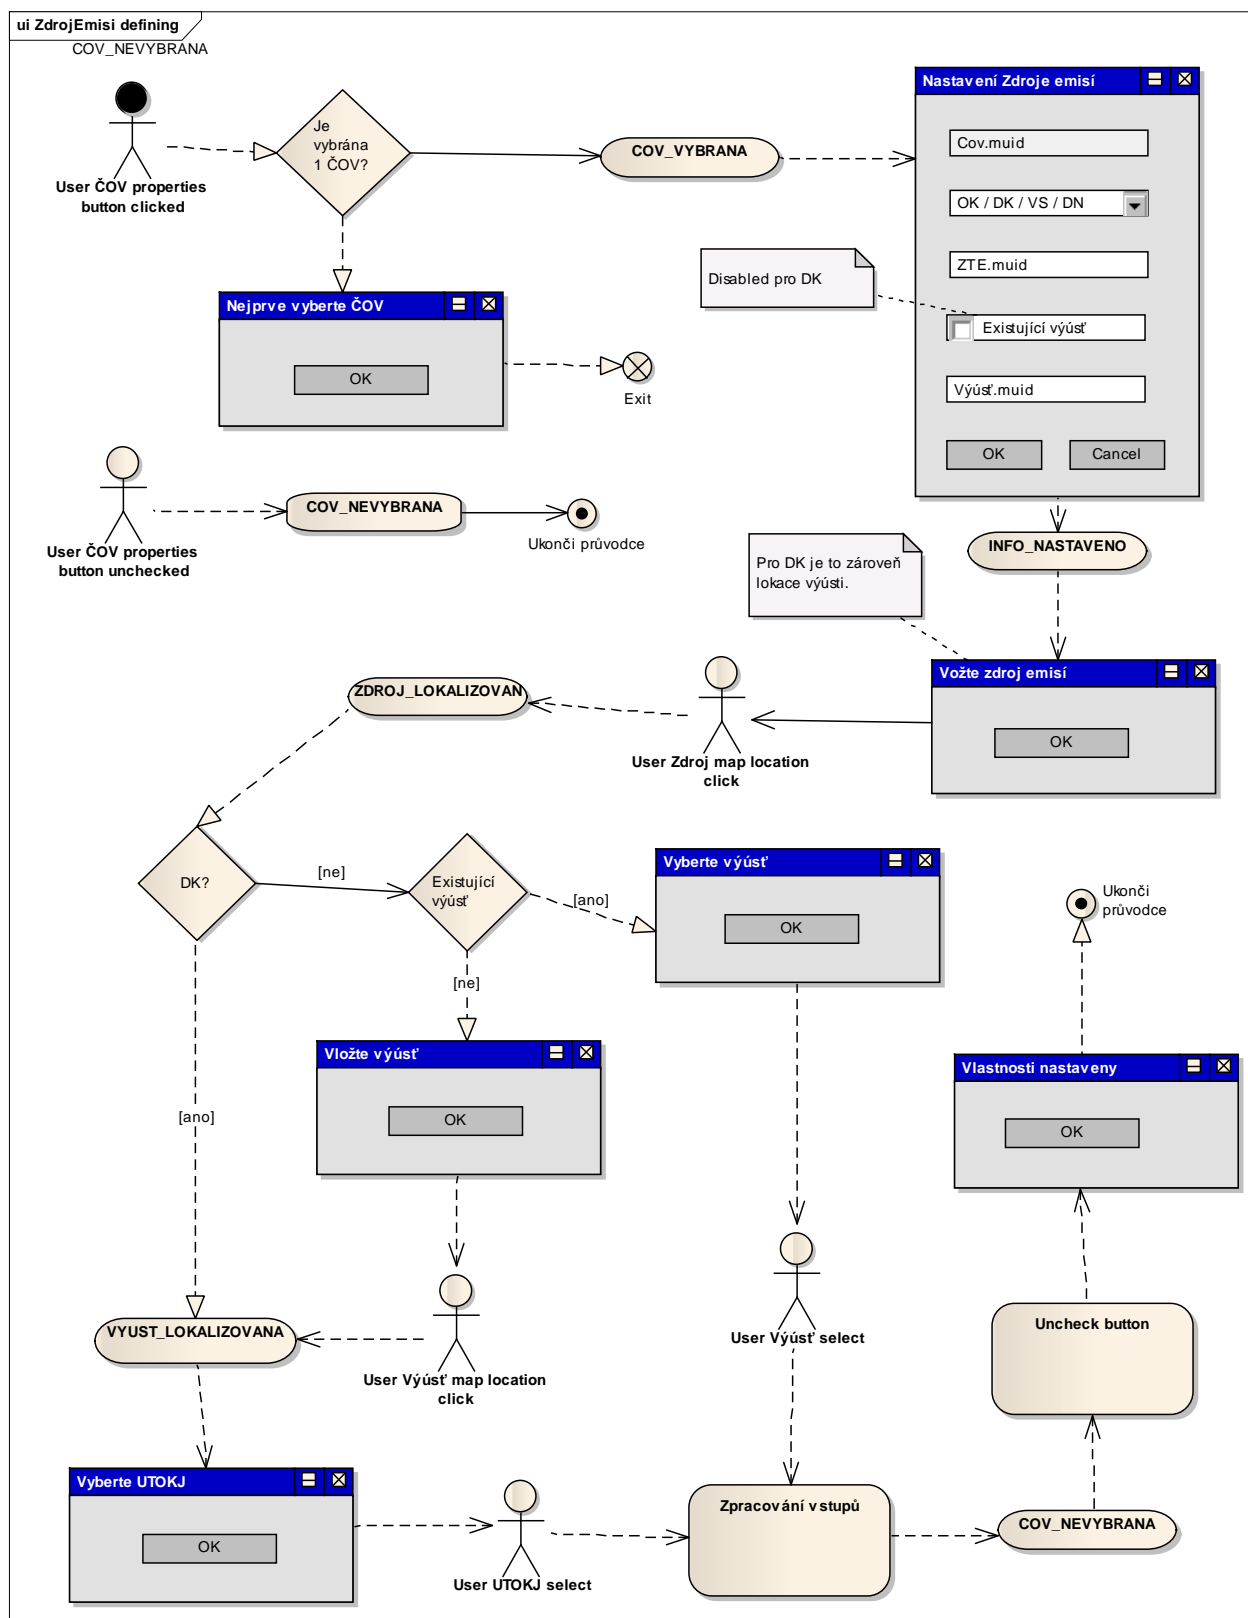 ui ZdrojEmisi defining
COV_NEVYBRANA
User ČOV properties
button clicked
Je
vybrána
1 ČOV?
COV_VYBRANA
Nastavení Zdroje emisí
Cov.muid
OK / DK / VS / DN
ZTE.muid
Existující výúsť
Výúsť.muid
OK
Cancel
Disabled pro DK
Nejprve vyberte ČOV
OK
Exit
User ČOV properties
button unchecked
COV_NEVYBRANA
Ukonči průvodce
INFO_NASTAVENO
Pro DK je to zároveň
lokace výústi.
Vožte zdroj emisí
OK
User Zdroj map location
click
ZDROJ_LOKALIZOVAN
DK?
[ne]
Existující
výúsť
[ano]
Vyberte výúsť
OK
Ukonči
průvodce
[ne]
Vložte výúsť
OK
Vlastnosti nastaveny
OK
[ano]
VYUST_LOKALIZOVANA
User Výúsť map location
click
User Výúsť select
Uncheck button
Vyberte UTOKJ
OK
User UTOKJ select
Zpracování vstupů
COV_NEVYBRANA